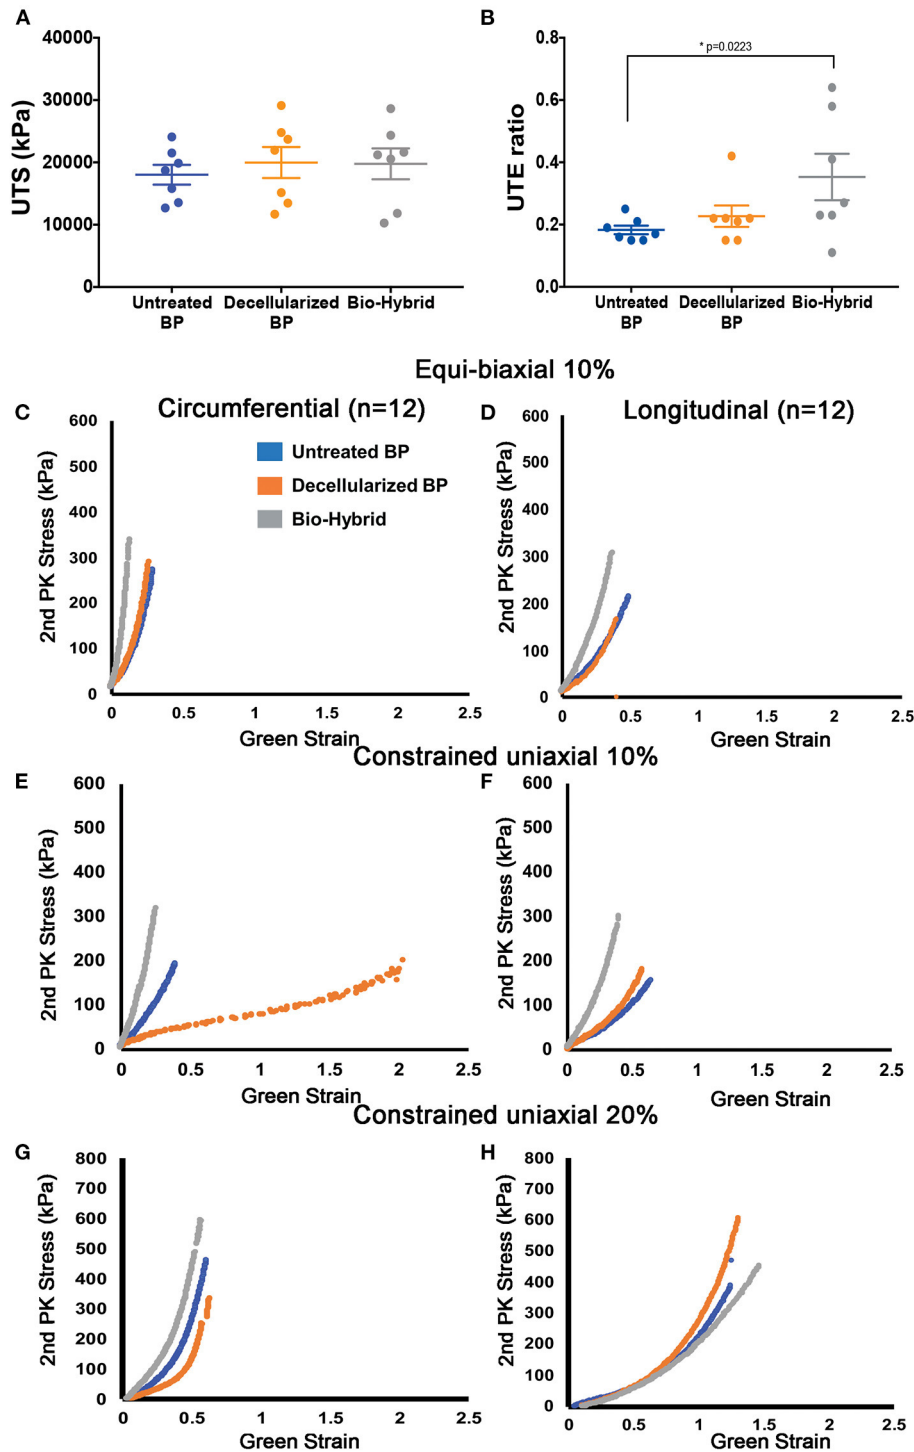 A
B
40000
30000
20000
10000
0
UTS (kPa)
Untreated BP
Decellularized BP
Bio-Hybrid
0.8
0.6
0.4
0.2
0.0
UTE ratio
* p=0.0223
Untreated BP
Decellularized BP
Bio-Hybrid
Equi-biaxial 10%
C
Circumferential (n=12)
600
500
400
300
200
100
0
2nd PK Stress (kPa)
Untreated BP
Decellularized BP
Bio-Hybrid
0 0.5 1 1.5 2 2.5
Green Strain
D
Longitudinal (n=12)
600
500
400
300
200
100
0
2nd PK Stress (kPa)
0 0.5 1 1.5 2 2.5
Green Strain
Constrained uniaxial 10%
E
600
500
400
300
200
100
0
2nd PK Stress (kPa)
0 0.5 1 1.5 2 2.5
Green Strain
F
600
500
400
300
200
100
0
2nd PK Stress (kPa)
0 0.5 1 1.5 2 2.5
Green Strain
Constrained uniaxial 20%
G
800
700
600
500
400
300
200
100
0
2nd PK Stress (kPa)
0 0.5 1 1.5 2 2.5
Green Strain
H
800
700
600
500
400
300
200
100
0
2nd PK Stress (kPa)
0 0.5 1 1.5 2 2.5
Green Strain